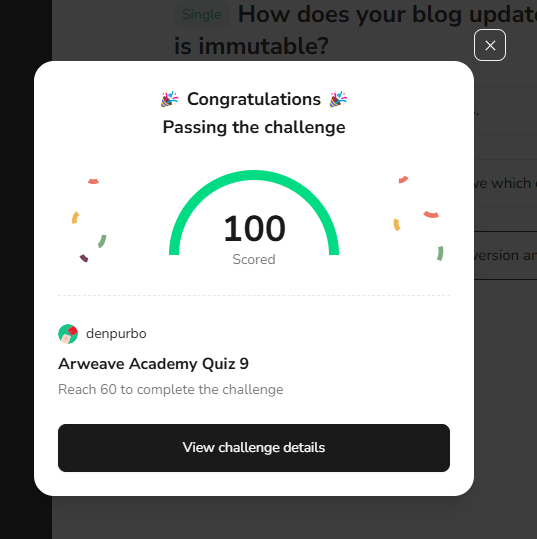 Single How does your blog update
is immutable?
Congratulations
Passing the challenge
100
Scored
ve which
version an
denpurbo
Arweave Academy Quiz 9
Reach 60 to complete the challenge
View challenge details